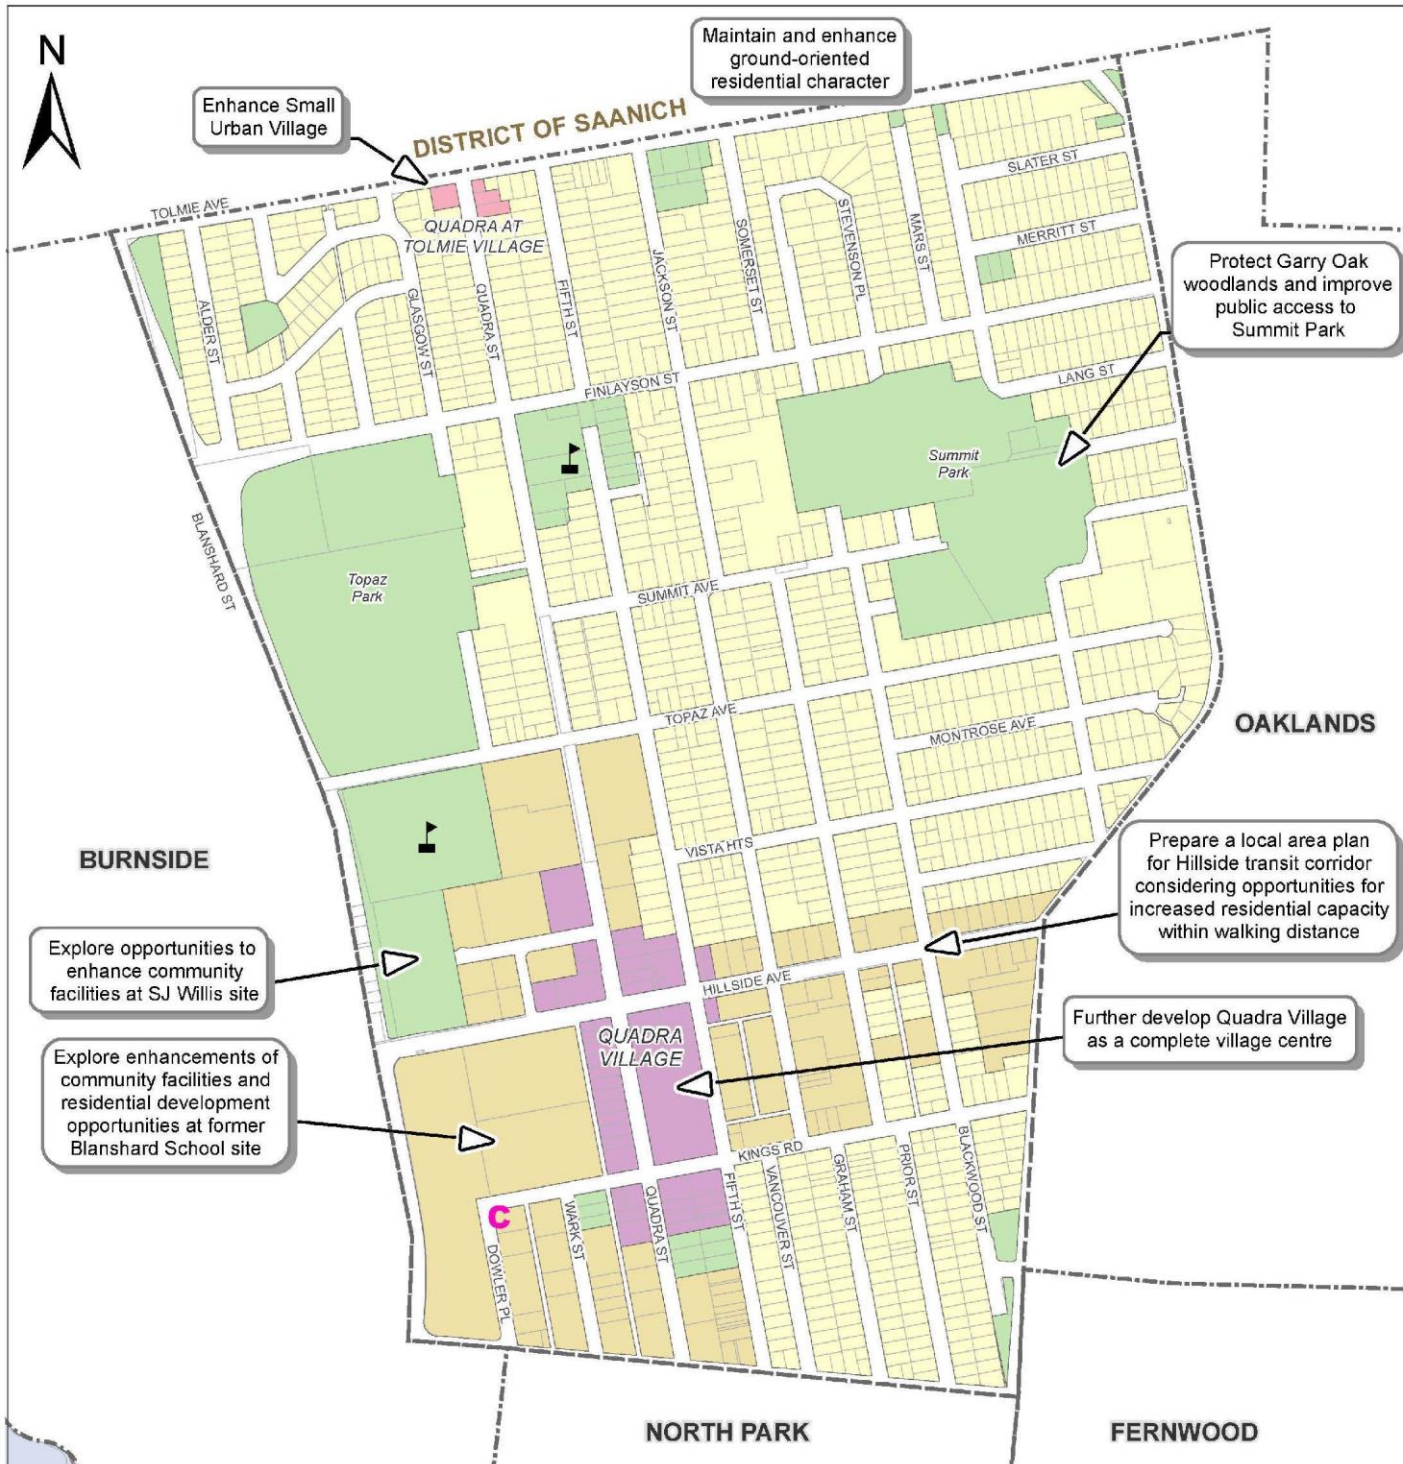 N
Maintain and enhance
ground-oriented
residential character
Enhance Small
Urban Village
DISTRICT OF SAANICH
TOLMIE AVE
QUADRA AT
TOLMIE VILLAGE
SLATER ST
MERRITT ST
ALDER ST
GLASGOW ST
QUADRA ST
FIFTH ST
JACKSON ST
SOMERSET ST
STEVENSON PL
MARS ST
Protect Garry Oak
woodlands and improve
public access to
Summit Park
FINLAYSON ST
LANG ST
Summit
Park
BLANSHARD ST
Topaz
Park
SUMMIT AVE
TOPAZ AVE
MONTROSE AVE
OAKLANDS
BURNSIDE
VISTA HTS
Prepare a local area plan
for Hillside transit corridor
considering opportunities for
increased residential capacity
within walking distance
Explore opportunities to
enhance community
facilities at SJ Willis site
HILLSIDE AVE
QUADRA
VILLAGE
Further develop Quadra Village
as a complete village centre
Explore enhancements of
community facilities and
residential development
opportunities at former
Blanshard School site
KINGS RD
C
DOWLER PL
WARK ST
QUADRA ST
FIFTH ST
VANCOUVER ST
GRAHAM ST
PRIOR ST
BLACKWOOD ST
NORTH PARK
FERNWOOD